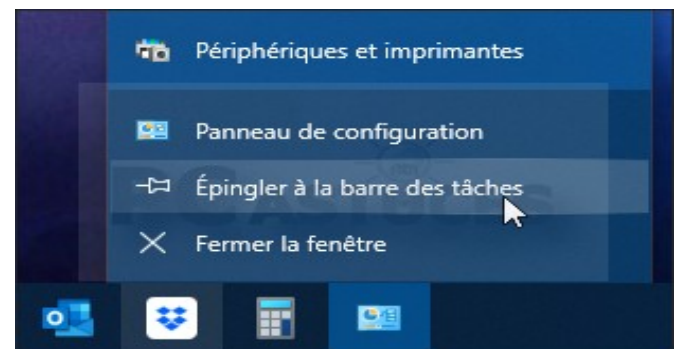 Périphériques et imprimantes
Panneau de configuration
Épingler à la barre des tâches
Fermer la fenêtre